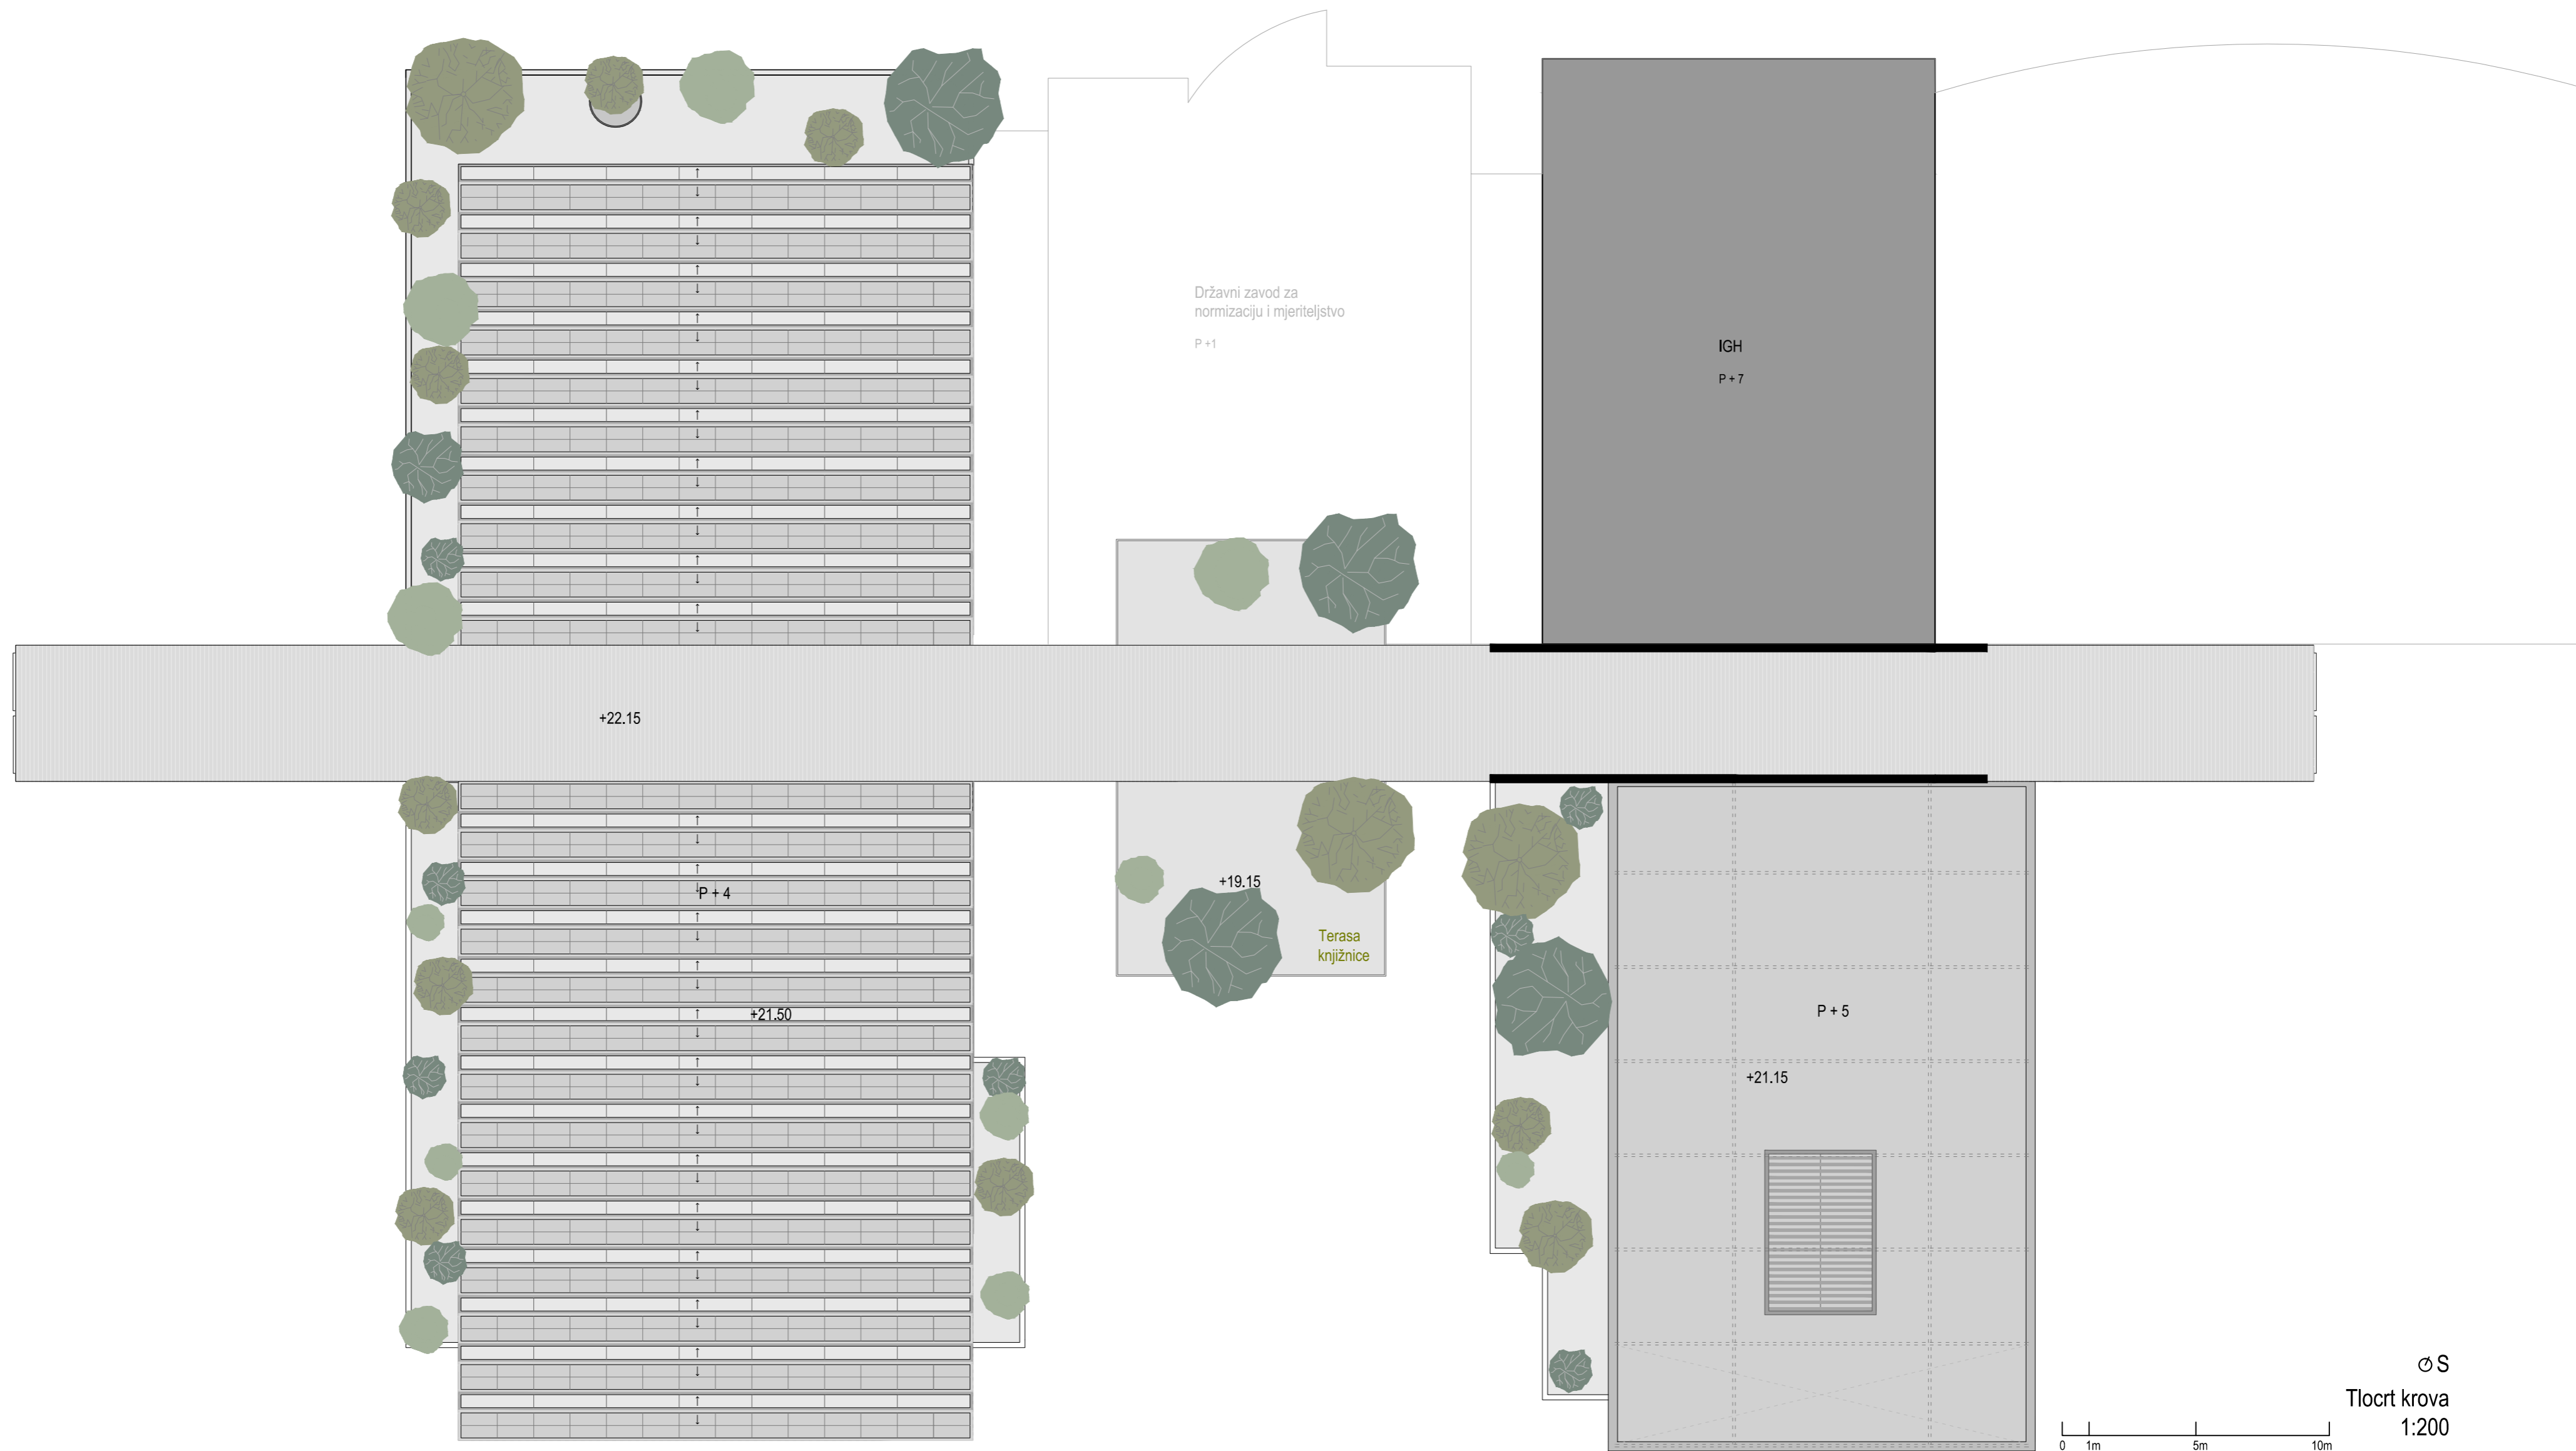 Državni zavod za
normizaciju i mjeriteljstvo
P +1
IGH
P + 7
+22.15
P + 4
+19.15
Terasa
knjižnice
+21.50
P + 5
+21.15
S
Tlocrt krova
1:200
0 1m 5m 10m